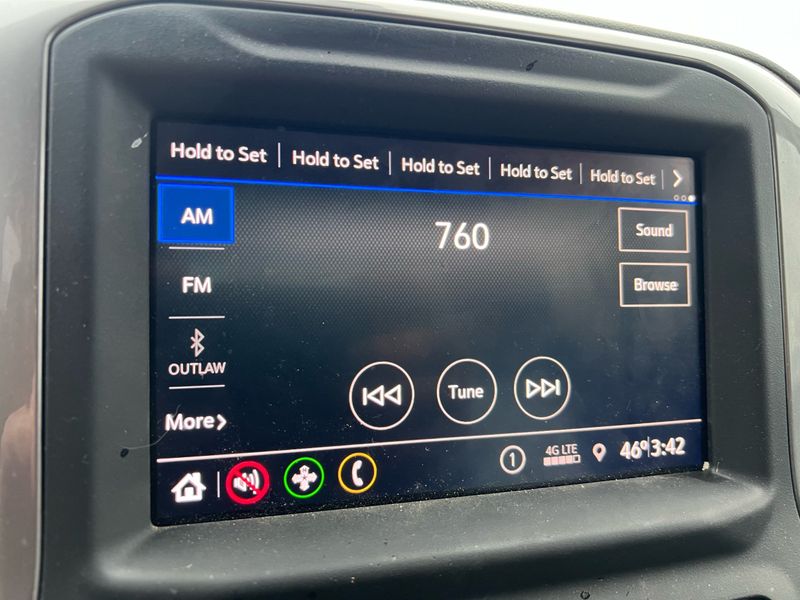 Hold to Set Hold to Set Hold to Set Hold to Set Hold to Set
AM
760
Sound
FM
Browse
OUTLAW
Tune
More
1
4G LTE
46° 3:42